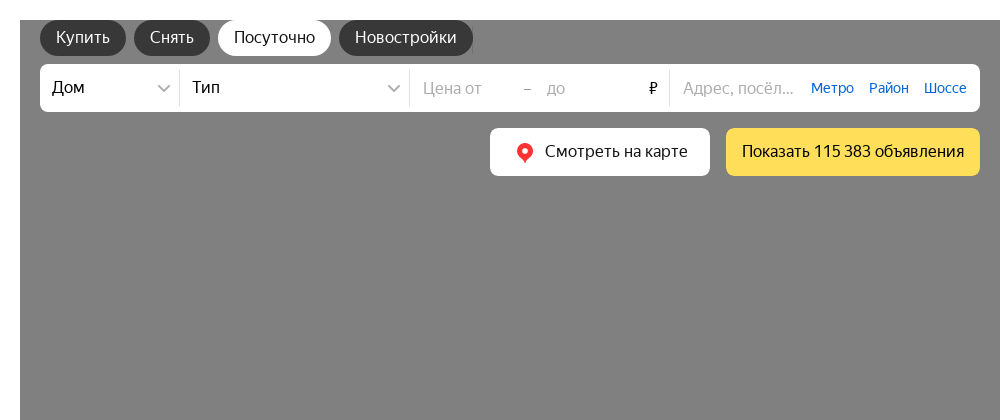 Купить Снять Посуточно Новостройки
Дом Тип Цена от – до ₽ Адрес, посёл... Метро Район Шоссе
Смотреть на карте Показать 115 383 объявления